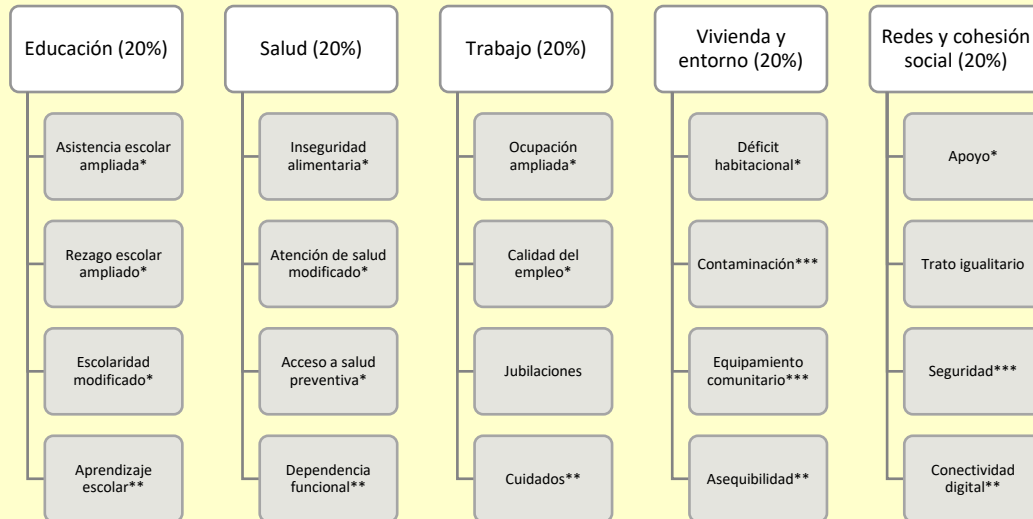 Educación (20%)
Asistencia escolar
ampliada*
Rezago escolar
ampliado*
Escolaridad
modificado*
Aprendizaje
escolar**
Salud (20%)
Inseguridad
alimentaria*
Atención de salud
modificado*
Acceso a salud
preventiva*
Dependencia
funcional**
Trabajo (20%)
Ocupación
ampliada*
Calidad del
empleo*
Jubilaciones
Cuidados**
Vivienda y
entorno (20%)
Déficit
habitacional*
Contaminación***
Equipamiento
comunitario***
Asequibilidad**
Redes y cohesión
social (20%)
Apoyo*
Trato igualitario
Seguridad***
Conectividad
digital**